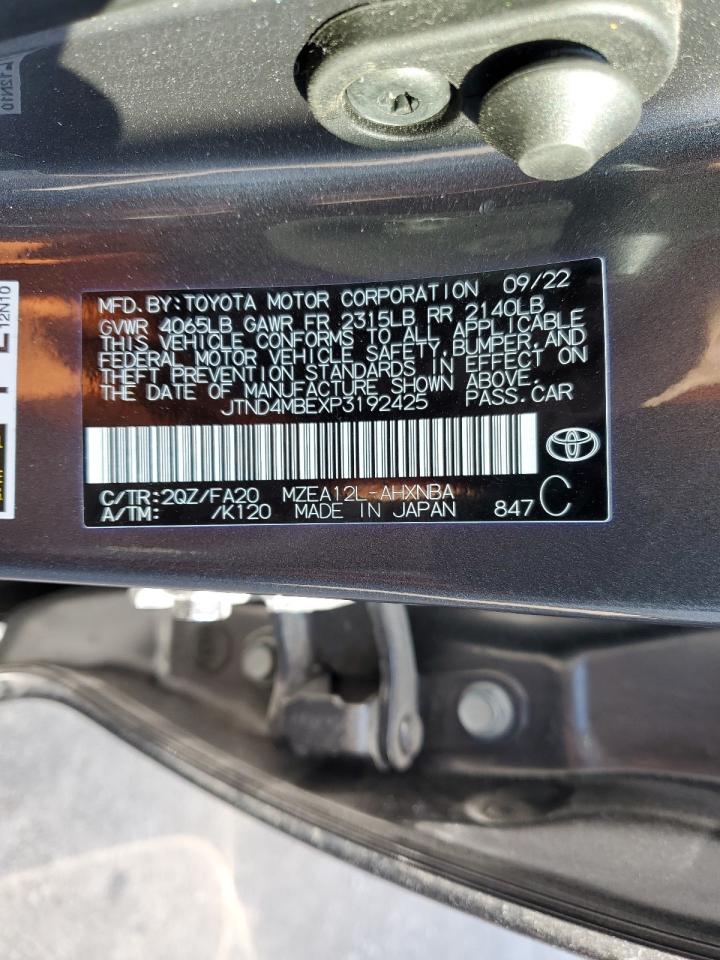 MFD. BY: TOYOTA MOTOR CORPORATION 09/22
GVWR 4065LB GAWR FR 2315LB RR 2140LB
THIS VEHICLE CONFORMS TO ALL APPLICABLE
FEDERAL MOTOR VEHICLE SAFETY, BUMPER, AND
THEFT PREVENTION STANDARDS IN EFFECT ON
THE DATE OF MANUFACTURE SHOWN ABOVE.
JTND4MBEXP3192425 PASS. CAR
C/TR: 2QZ/FA20 MZEA12L-AHXNBA
A/TM: /K120 MADE IN JAPAN 847 C
12N10